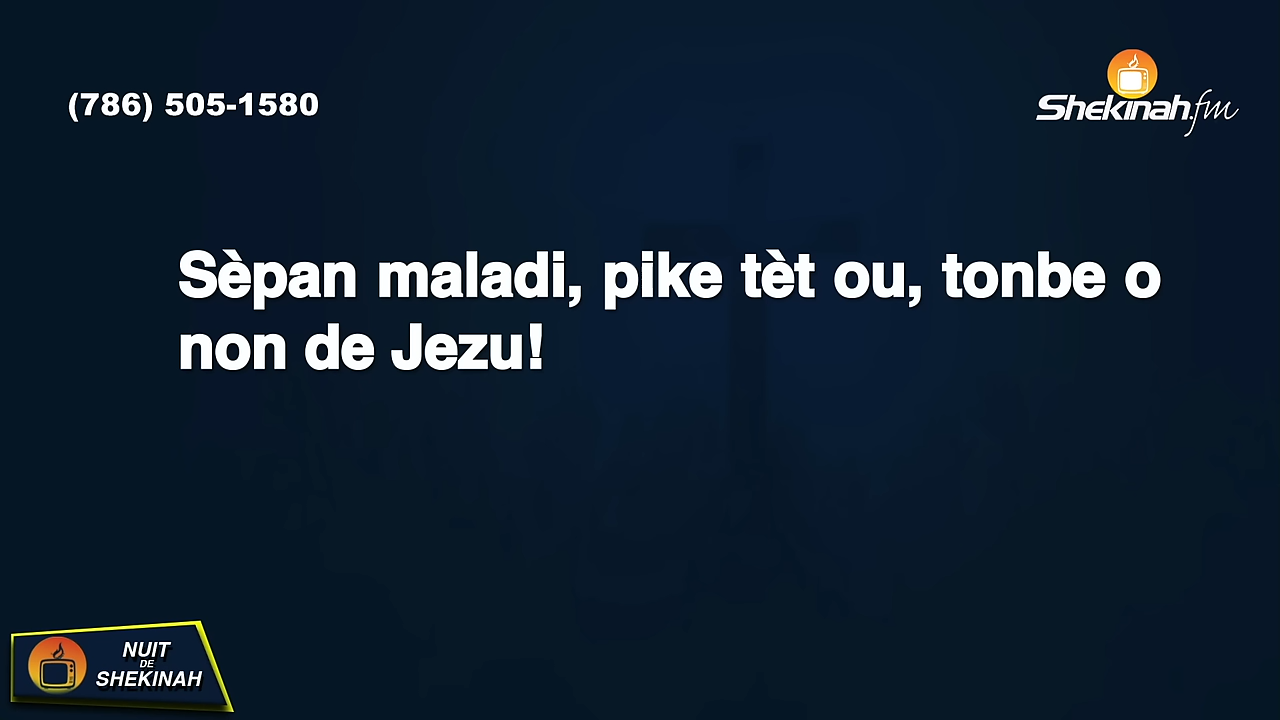 (786) 505-1580
Shekinah.fm
Sèpan maladi, pike tèt ou, tonbe o
non de Jezu!
NUIT
DE
SHEKINAH